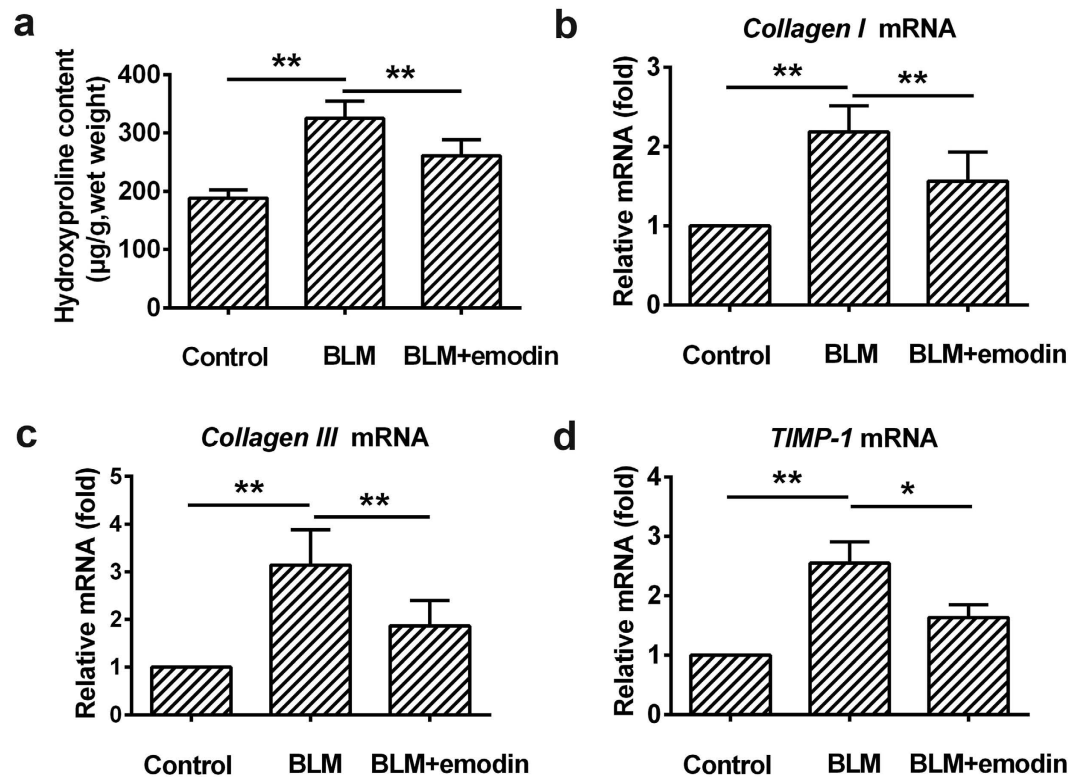 a
Hydroxyproline content
(µg/g,wet weight)
400
300
200
100
0
**
**
Control
BLM
BLM+emodin
b
Collagen I mRNA
Relative mRNA (fold)
3
2
1
0
**
**
Control
BLM
BLM+emodin
c
Collagen III mRNA
Relative mRNA (fold)
5
4
3
2
1
0
**
**
Control
BLM
BLM+emodin
d
TIMP-1 mRNA
Relative mRNA (fold)
4
3
2
1
0
**
*
Control
BLM
BLM+emodin